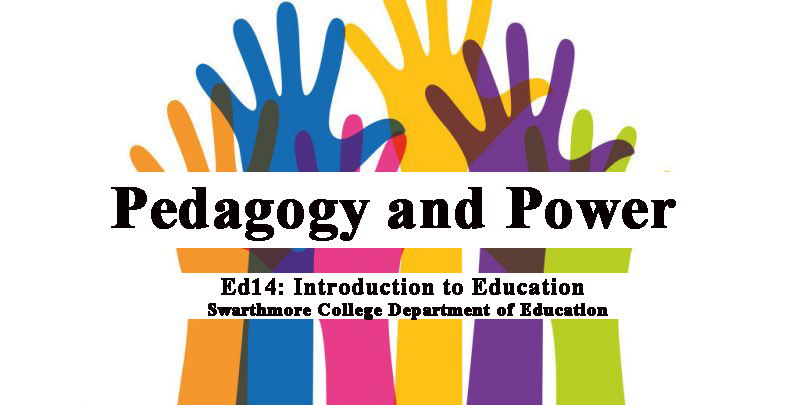 Pedagogy and Power
Ed14: Introduction to Education
Swarthmore College Department of Education